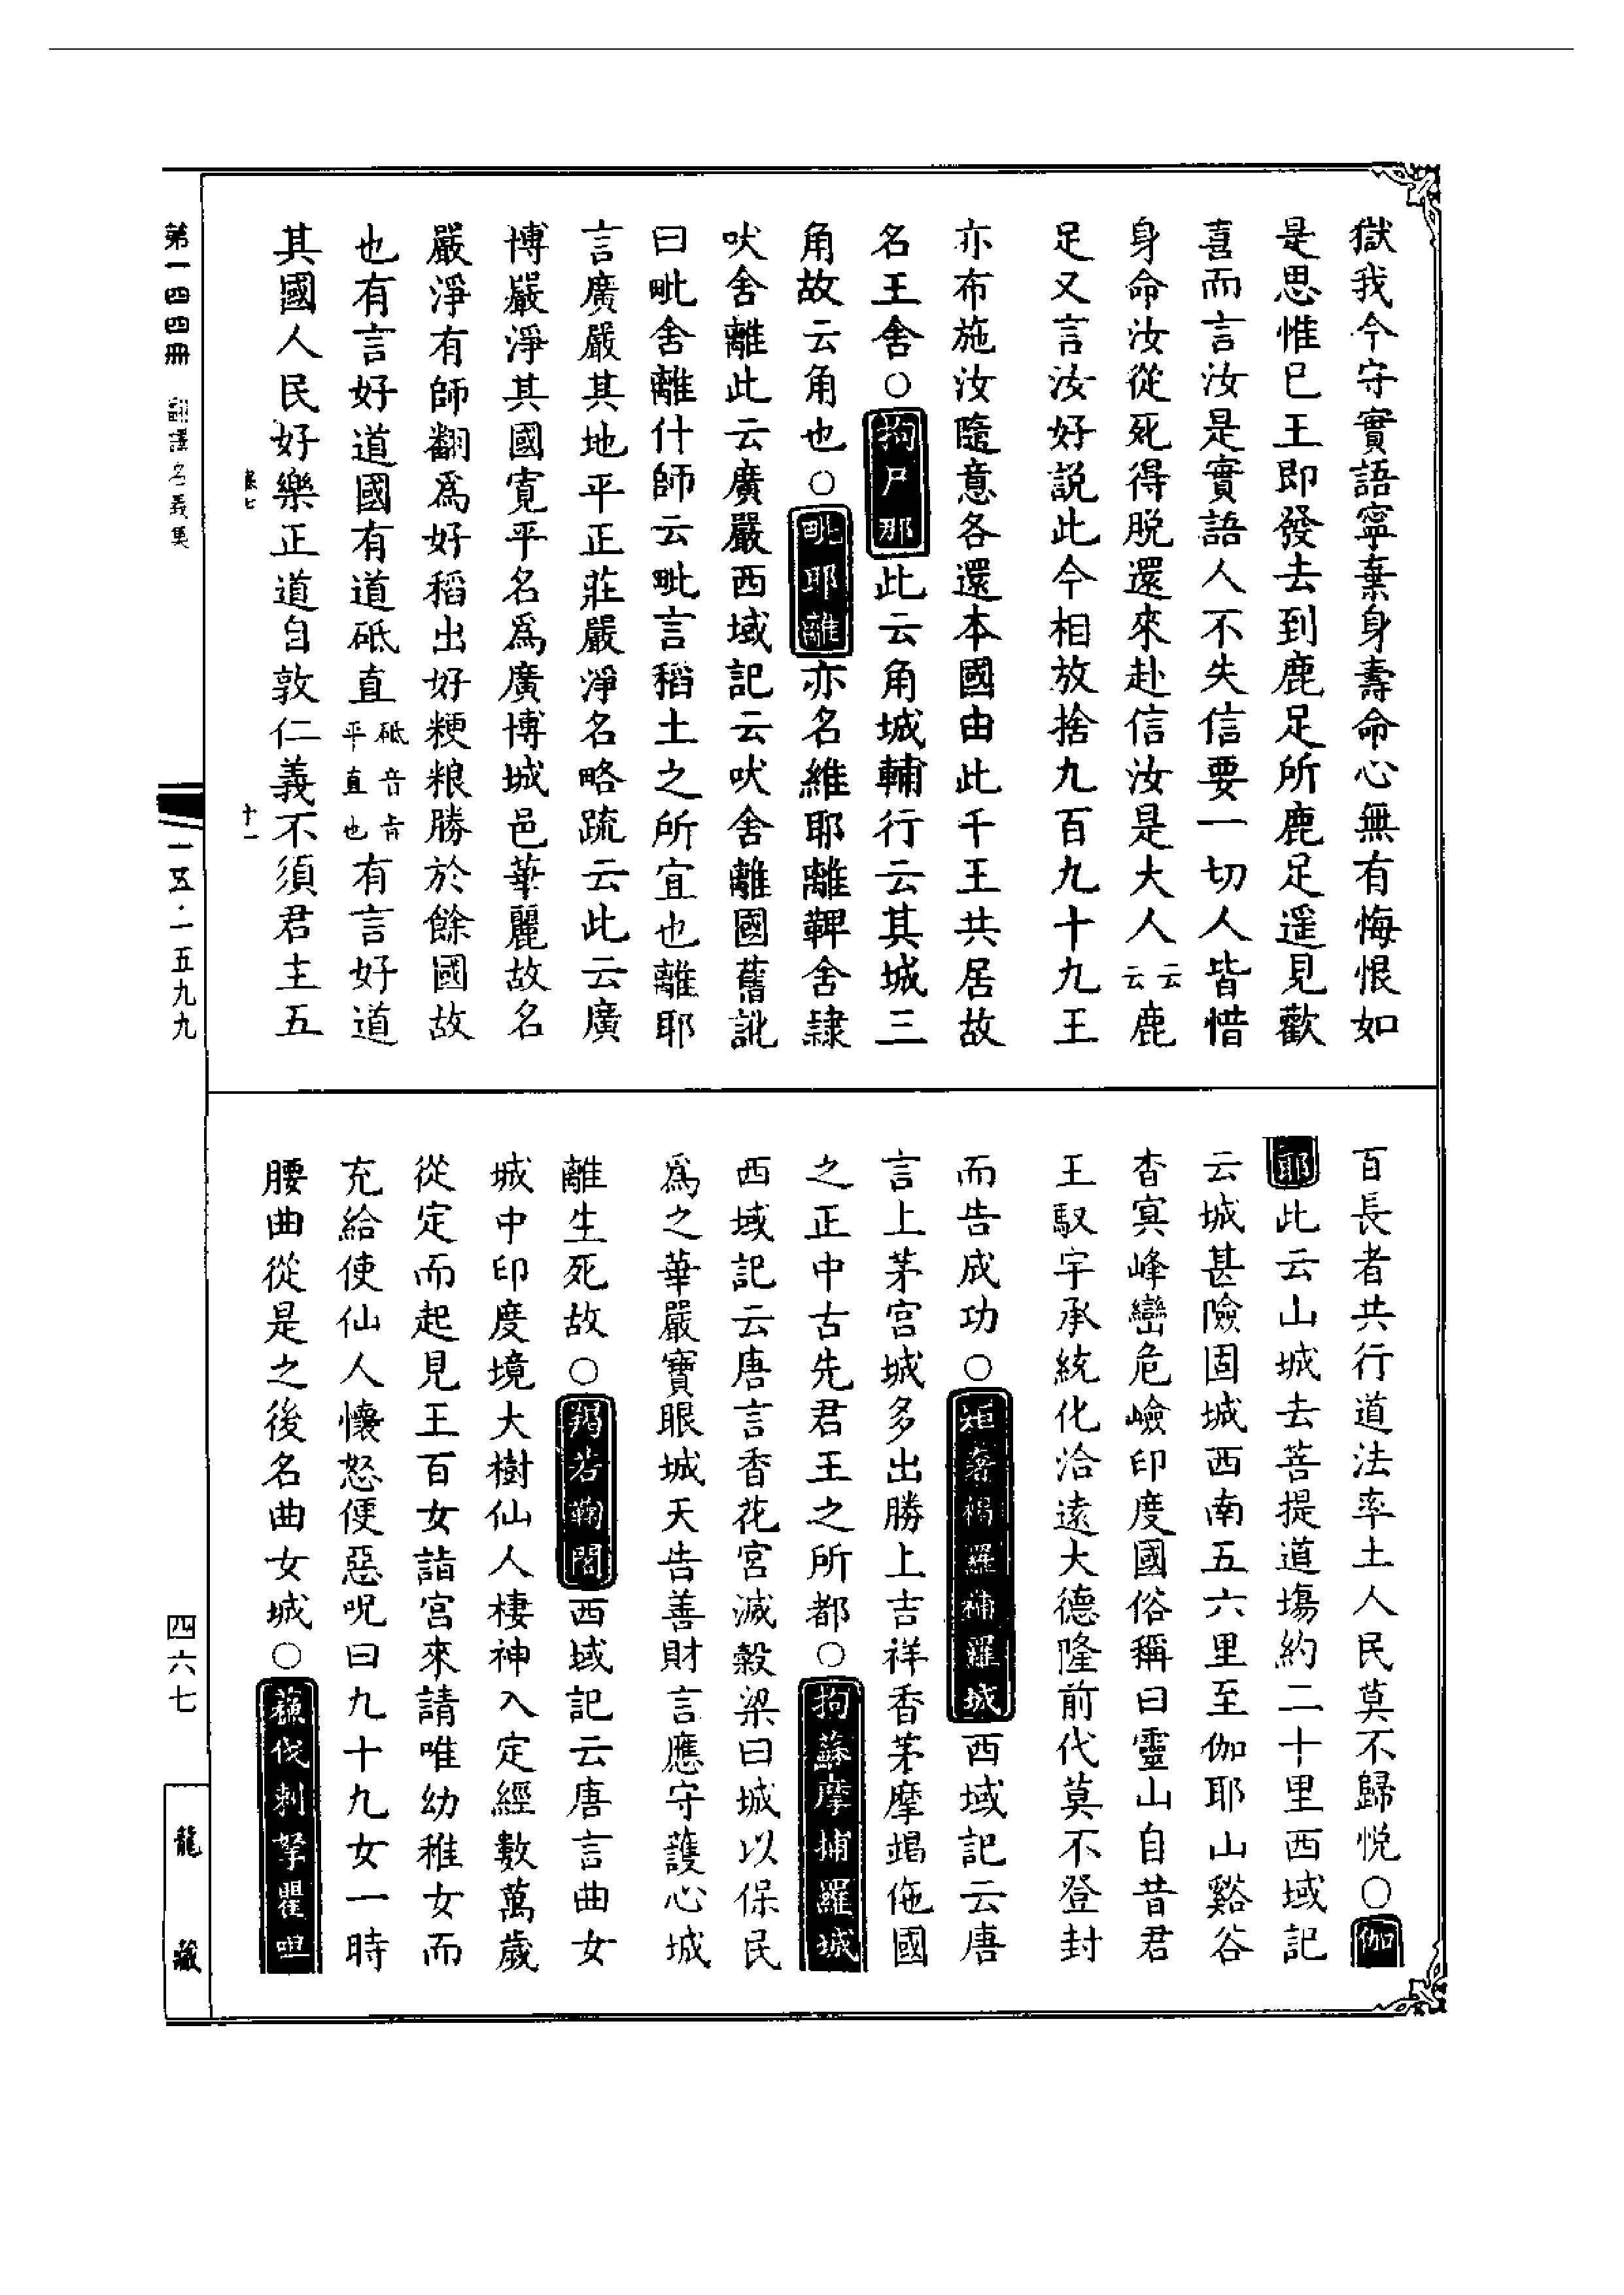 獄我今守實語寧棄身壽命心無有悔恨如
是思惟已王即發去到鹿足所鹿足遥見歡
喜而言汝是實語人不失信要一切人皆惜
身命汝從死得脱還來赴信汝是大人云云鹿
足又言汝好説此今相放捨九百九十九王
亦布施汝隨意各還本國由此千王共居故
名王舍○拘尸那此云角城輔行云其城三
角故云角也○毗耶離亦名維耶離鞞舍隸
吠舍離此云廣嚴西域記云吠舍離國舊訛
曰毗舍離什師云毗言稻土之所宜也離耶
言廣嚴其地平正莊嚴淨名略疏云此云廣
博嚴淨其國寬平名爲廣博城邑華麗故名
嚴淨有師翻爲好稻出好粳粮勝於餘國故
也有言好道國有道砥直砥音旨平直也有言好道
其國人民好樂正道自敦仁義不須君主五
百長者共行道法率土人民莫不歸悦○伽
耶此云山城去菩提道塲約二十里西域記
云城甚險固城西南五六里至伽耶山谿谷
杳冥峰巒危嶮印度國俗稱曰靈山自昔君
王馭宇承統化洽遠大德隆前代莫不登封
而告成功○矩奢揭羅補羅城西域記云唐
言上茅宮城多出勝上吉祥香茅摩竭佗國
之正中古先君王之所都○拘蘇摩補羅城
西域記云唐言香花宮減穀梁曰城以保民
爲之華嚴寶眼城天告善財言應守護心城
離生死故○羯若鞠闍西域記云唐言曲女
城中印度境大樹仙人棲神入定經數萬歲
從定而起見王百女詣宮來請唯幼稚女而
充給使仙人懷怒便惡呪曰九十九女一時
腰曲從是之後名曲女城○蘇伐剌拏瞿呾
第一四四冊 翻譯名義集
卷七
十一
一五·一五九九
四六七
龍藏